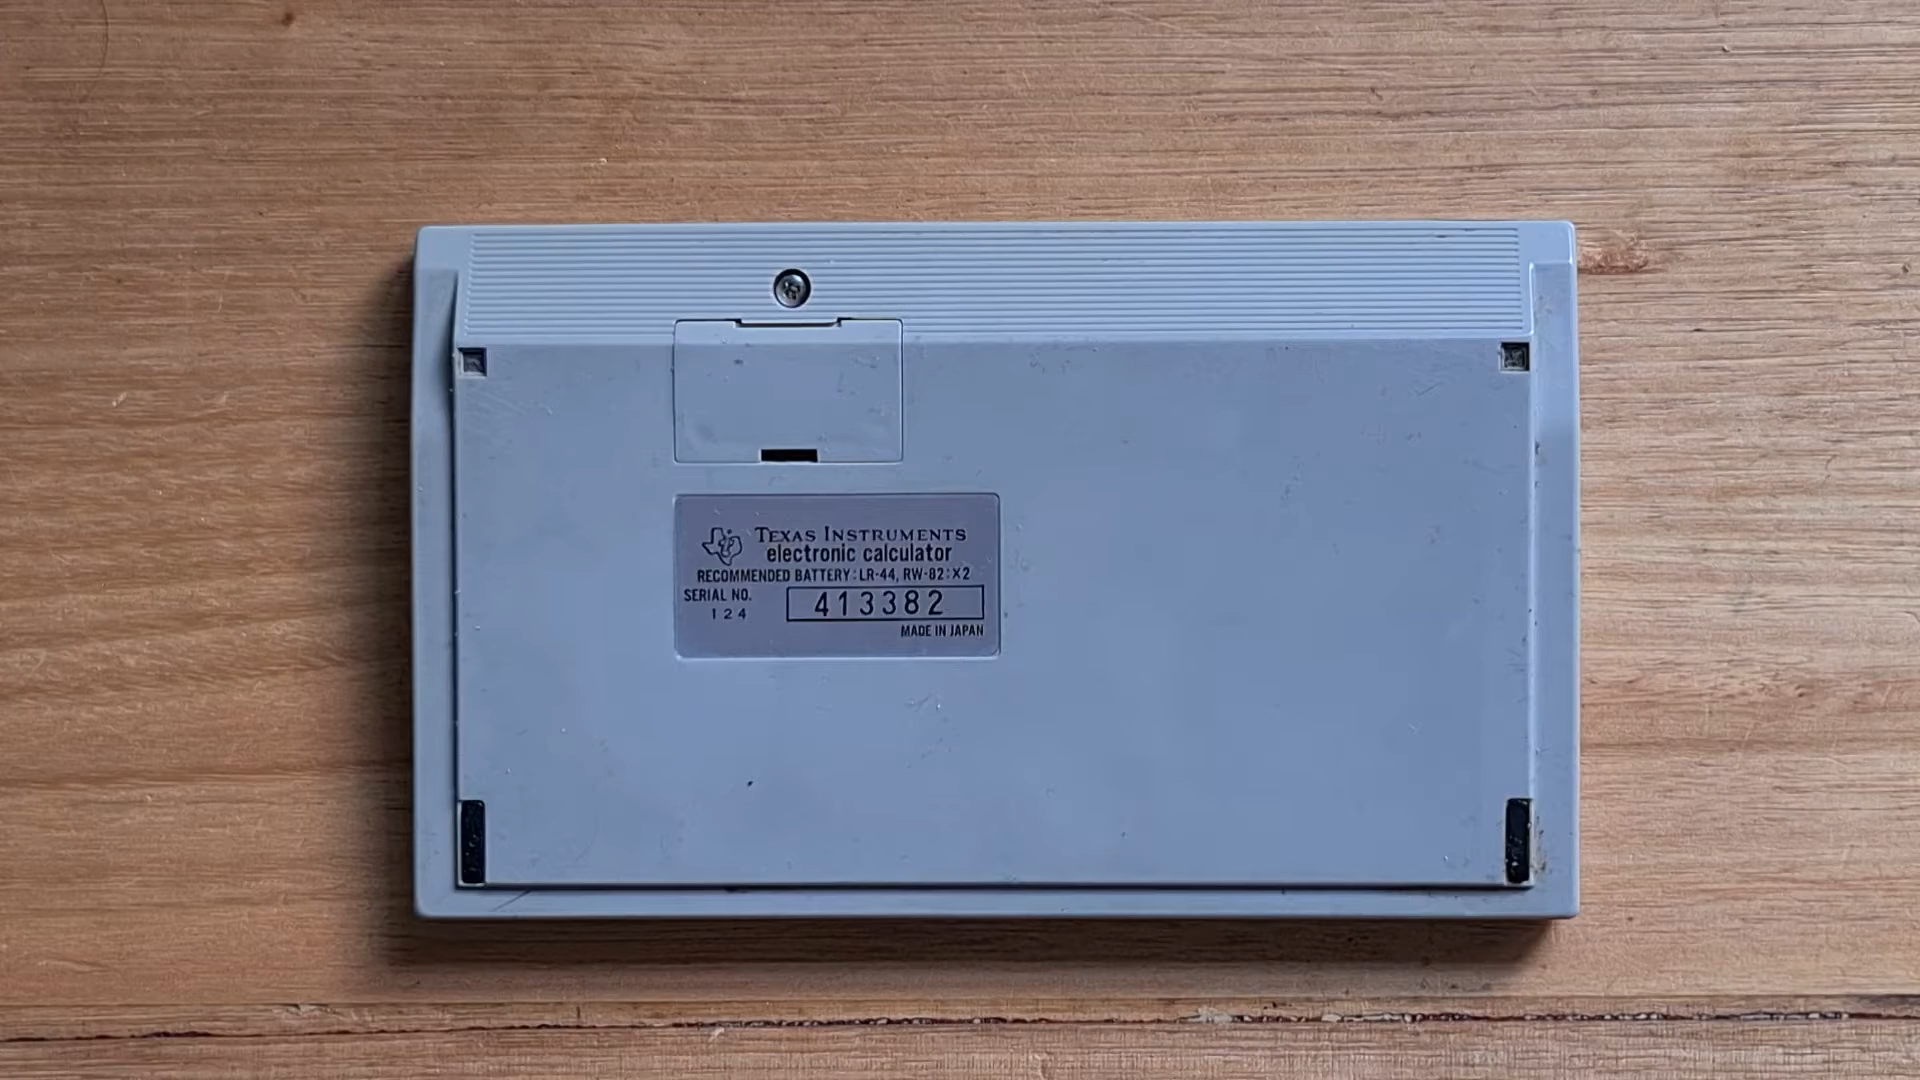 TEXAS INSTRUMENTS
electronic calculator
RECOMMENDED BATTERY:LR-44, RW-82:X2
SERIAL NO.
124 413382
MADE IN JAPAN